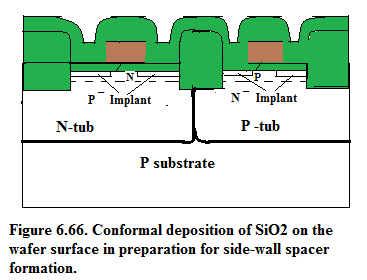 N P
P⁻ Implant N⁻ Implant
N-tub P -tub
P substrate
Figure 6.66. Conformal deposition of SiO2 on the
wafer surface in preparation for side-wall spacer
formation.